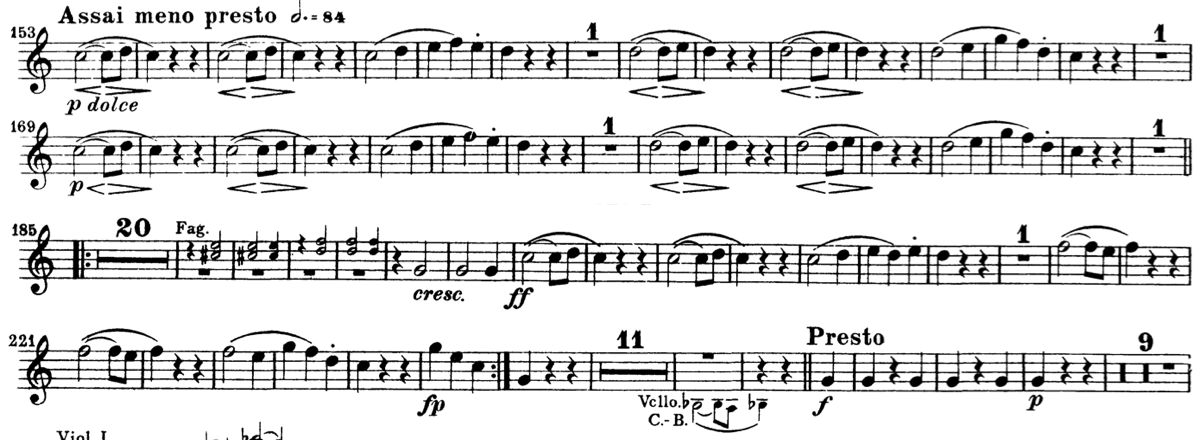 Assai meno presto 𝅗𝅥. = 84
153 1 1
p dolce
169 1 1
p
185 20 Fag. 1
cresc. ff
221 11 Presto 9
fp Vcllo. f p
C.-B.
Viol. I